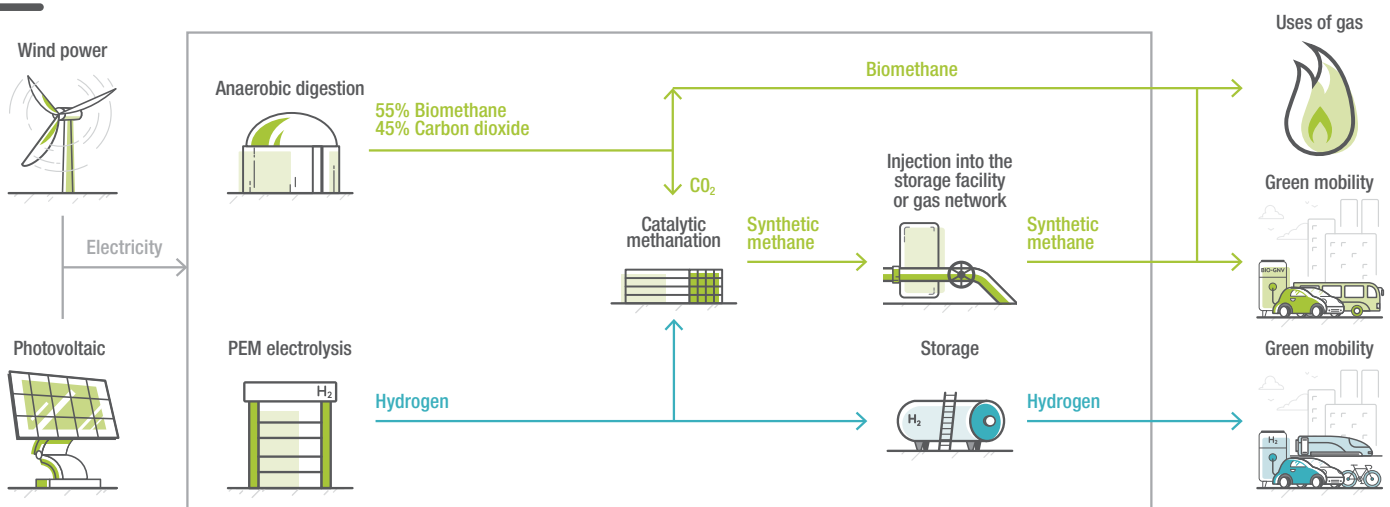 Wind power
Electricity
Photovoltaic
Anaerobic digestion
55% Biomethane
45% Carbon dioxide
Biomethane
CO₂
Catalytic
methanation
Synthetic
methane
Injection into the
storage facility
or gas network
Synthetic
methane
PEM electrolysis
H₂
Hydrogen
Storage
H₂
Hydrogen
Uses of gas
Green mobility
BIO-GNV
Green mobility
H₂